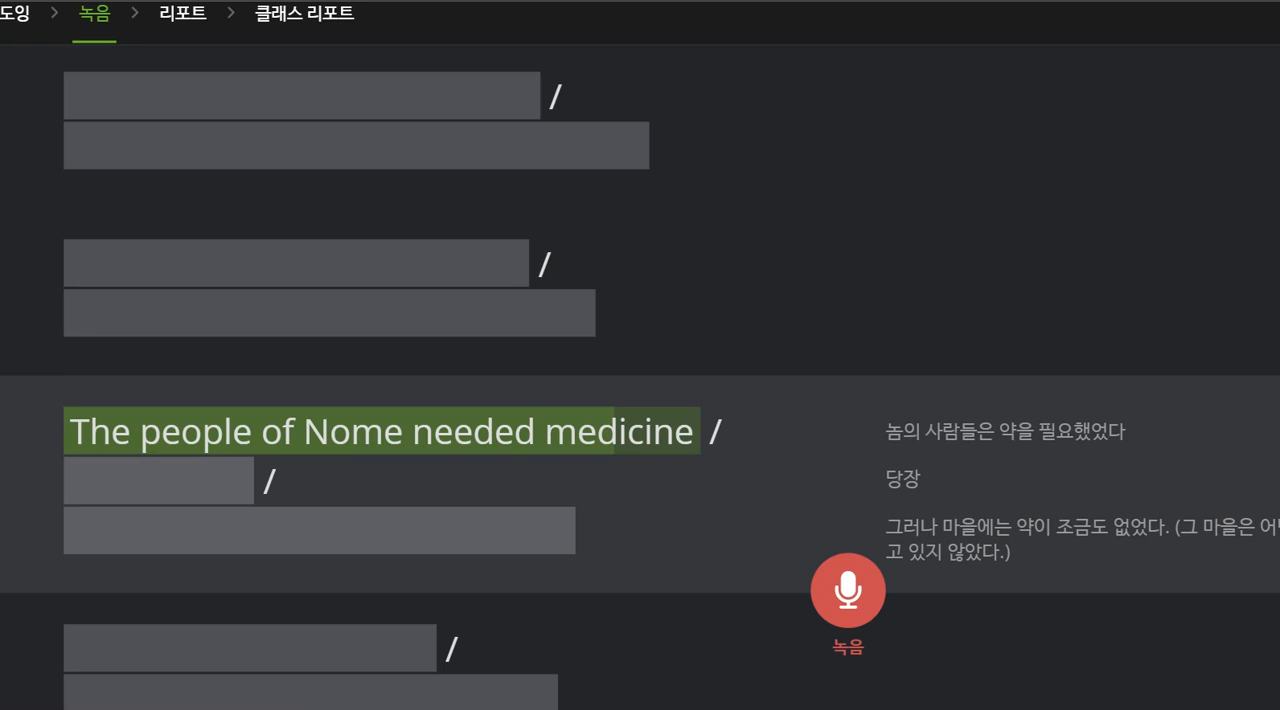 도잉 > 녹음 > 리포트 > 클래스 리포트
/
/
The people of Nome needed medicine /
놈의 사람들은 약을 필요했었다
/
당장
그러나 마을에는 약이 조금도 없었다. (그 마을은
고 있지 않았다.)
녹음
/